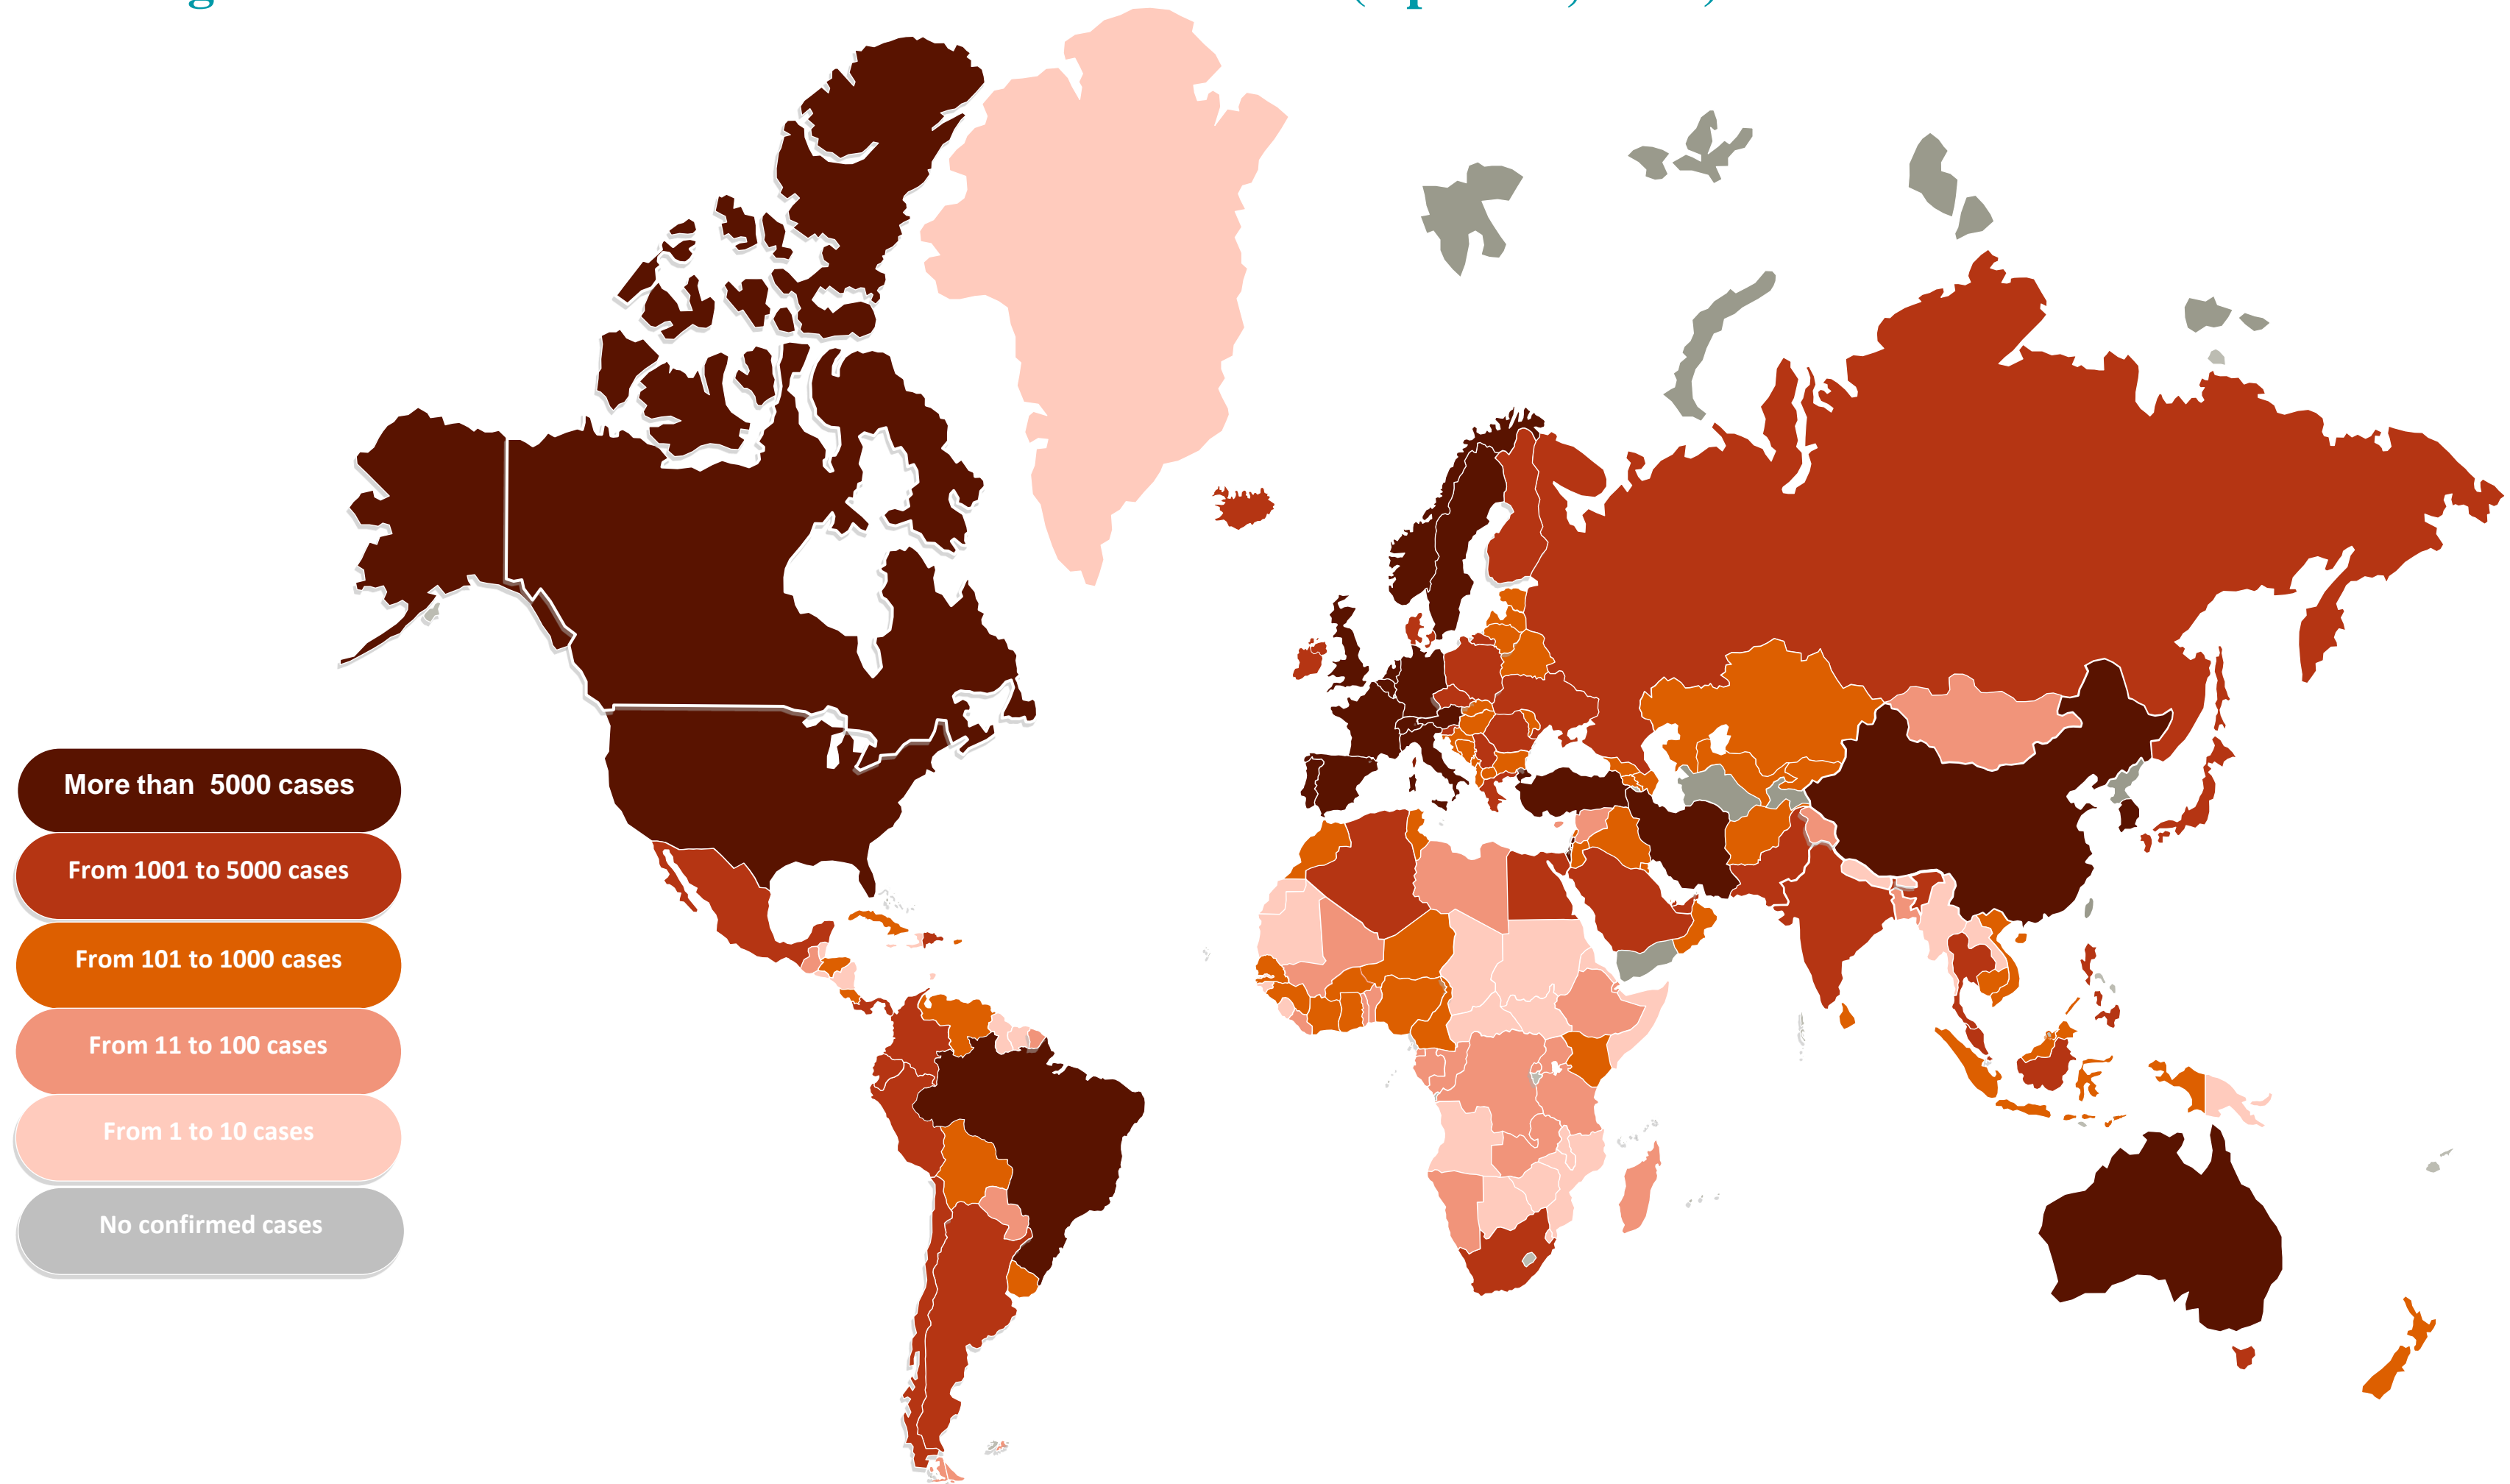 More than 5000 cases
From 1001 to 5000 cases
From 101 to 1000 cases
From 11 to 100 cases
From 1 to 10 cases
No confirmed cases